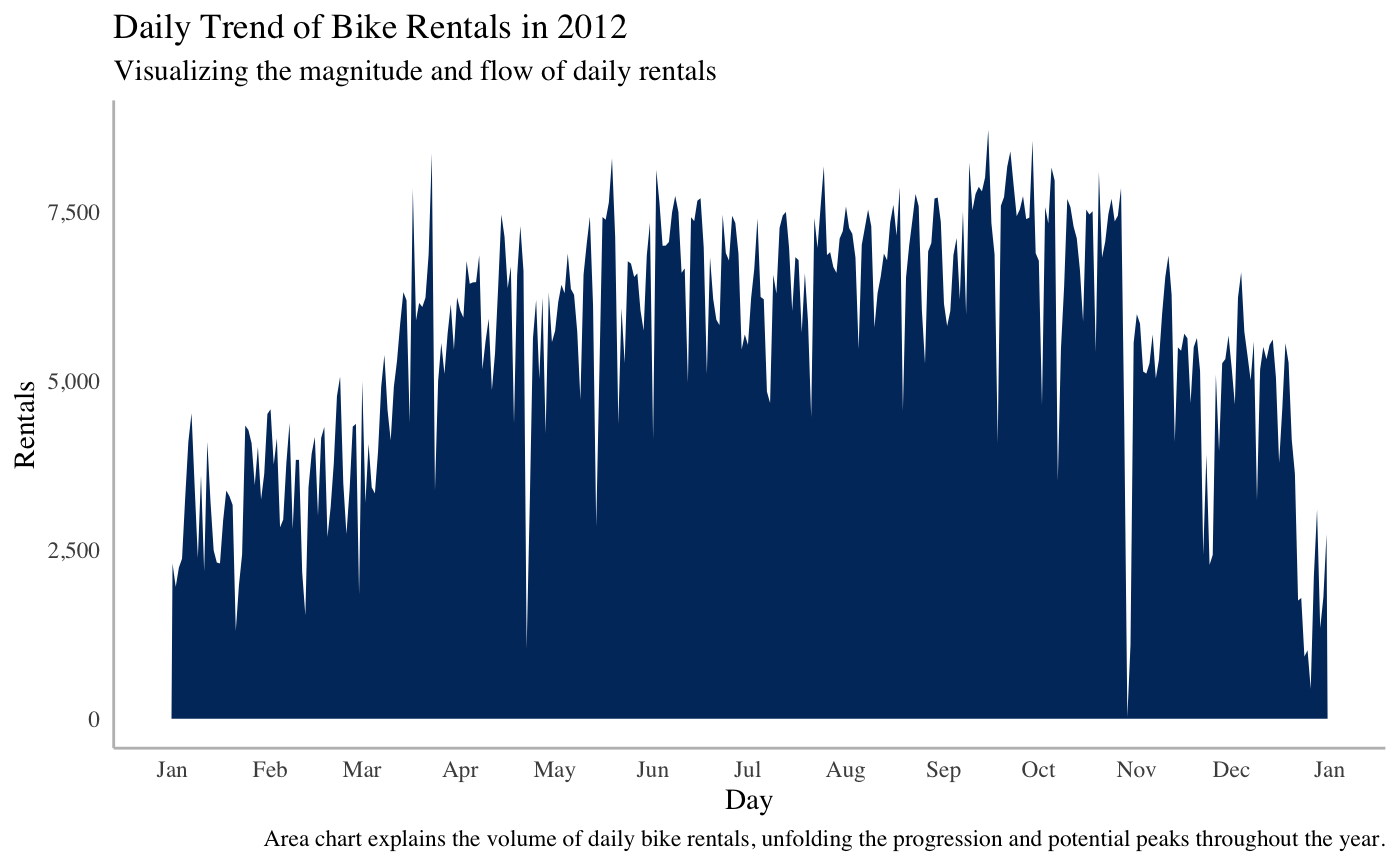 Daily Trend of Bike Rentals in 2012
Visualizing the magnitude and flow of daily rentals
Rentals
7,500
5,000
2,500
0
Jan Feb Mar Apr May Jun Jul Aug Sep Oct Nov Dec Jan
Day
Area chart explains the volume of daily bike rentals, unfolding the progression and potential peaks throughout the year.